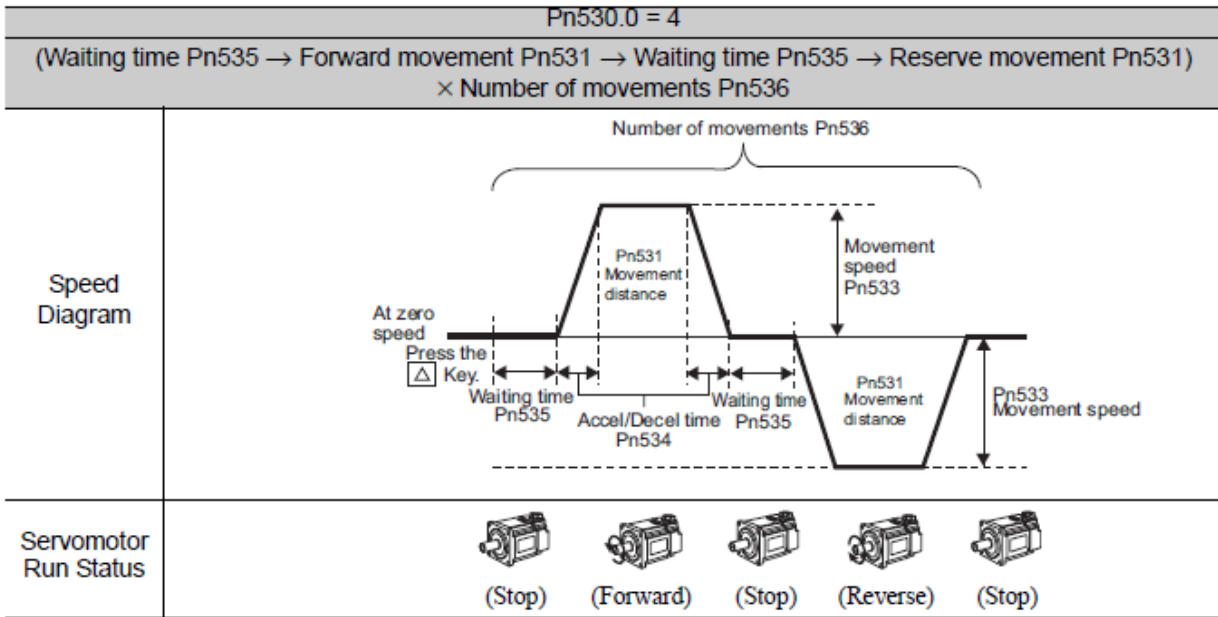 Pn530.0 = 4
(Waiting time Pn535 → Forward movement Pn531 → Waiting time Pn535 → Reserve movement Pn531)
× Number of movements Pn536
Speed
Diagram
Number of movements Pn536
Pn531
Movement
distance
Movement
speed
Pn533
At zero
speed
Press the
△ Key.
Waiting time
Pn535
Accel/Decel time
Pn534
Waiting time
Pn535
Pn531
Movement
distance
Pn533
Movement speed
Servomotor
Run Status
(Stop) (Forward) (Stop) (Reverse) (Stop)